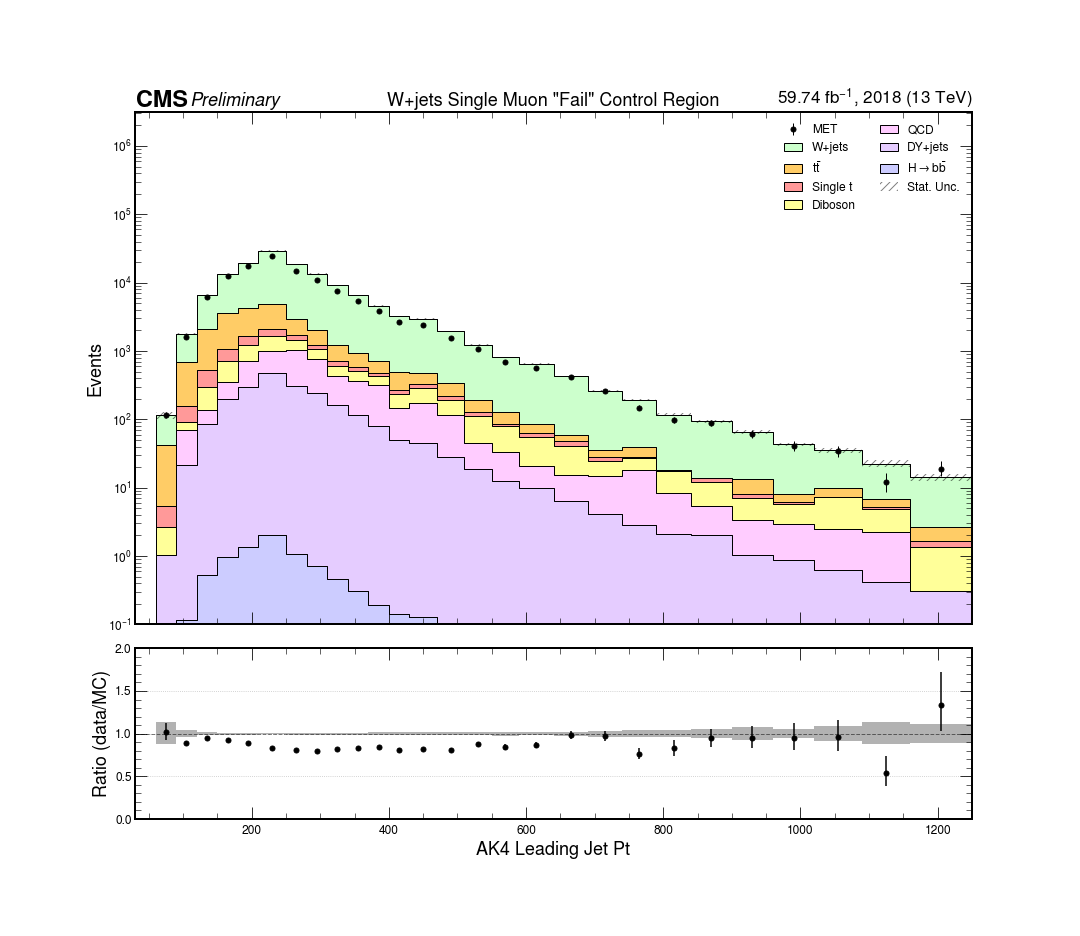 CMS Preliminary W+jets Single Muon "Fail" Control Region 59.74 fb⁻¹, 2018 (13 TeV)
MET QCD
W+jets DY+jets
tt̄ H→bb̄
Single t Stat. Unc.
Diboson
Events
10⁶
10⁵
10⁴
10³
10²
10¹
10⁰
10⁻¹
Ratio (data/MC)
2.0
1.5
1.0
0.5
0.0
200 400 600 800 1000 1200
AK4 Leading Jet Pt